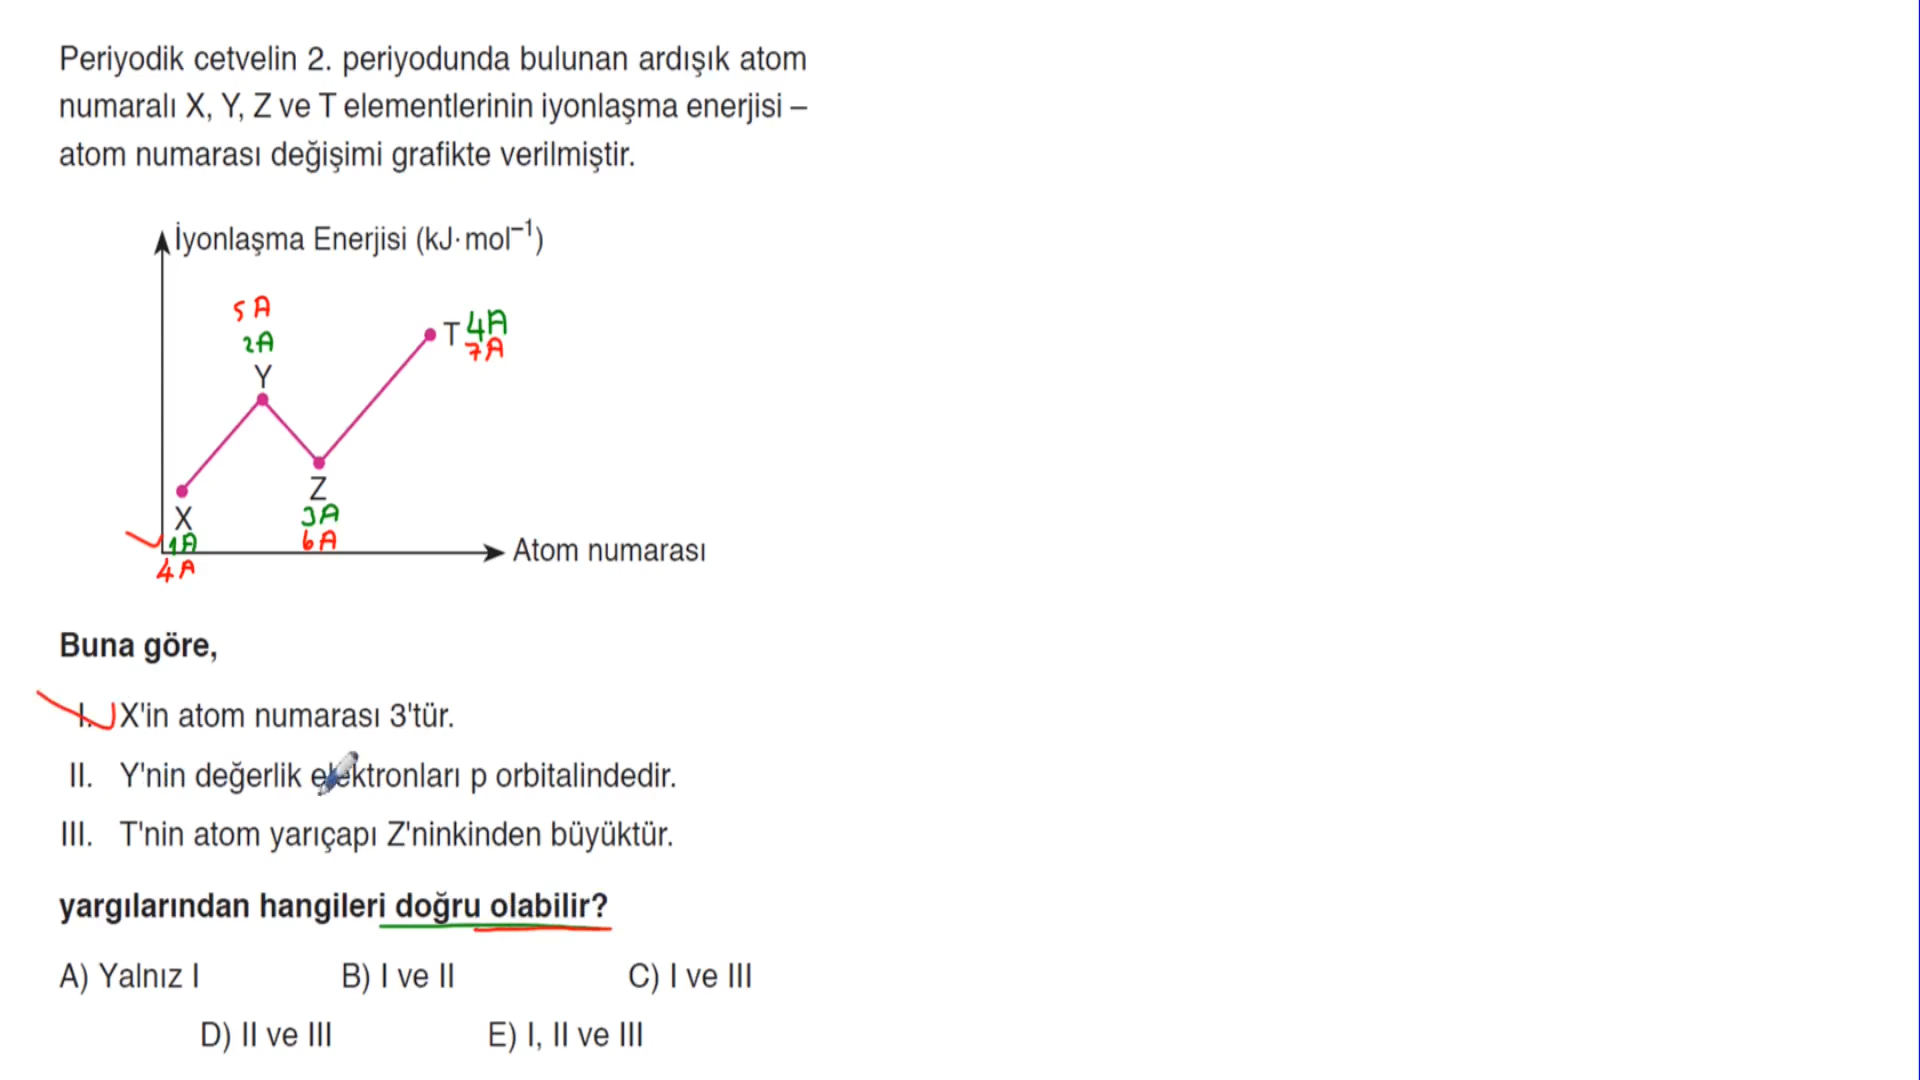 Periyodik cetvelin 2. periyodunda bulunan ardışık atom
numaralı X, Y, Z ve T elementlerinin iyonlaşma enerjisi –
atom numarası değişimi grafikte verilmiştir.
İyonlaşma Enerjisi (kJ·mol⁻¹)
5A
2A
Y
T 4A
7A
Z
3A
6A
X
1A
4A
Atom numarası
Buna göre,
I. X'in atom numarası 3'tür.
II. Y'nin değerlik elektronları p orbitalindedir.
III. T'nin atom yarıçapı Z'ninkinden büyüktür.
yargılarından hangileri doğru olabilir?
A) Yalnız I B) I ve II C) I ve III
D) II ve III E) I, II ve III